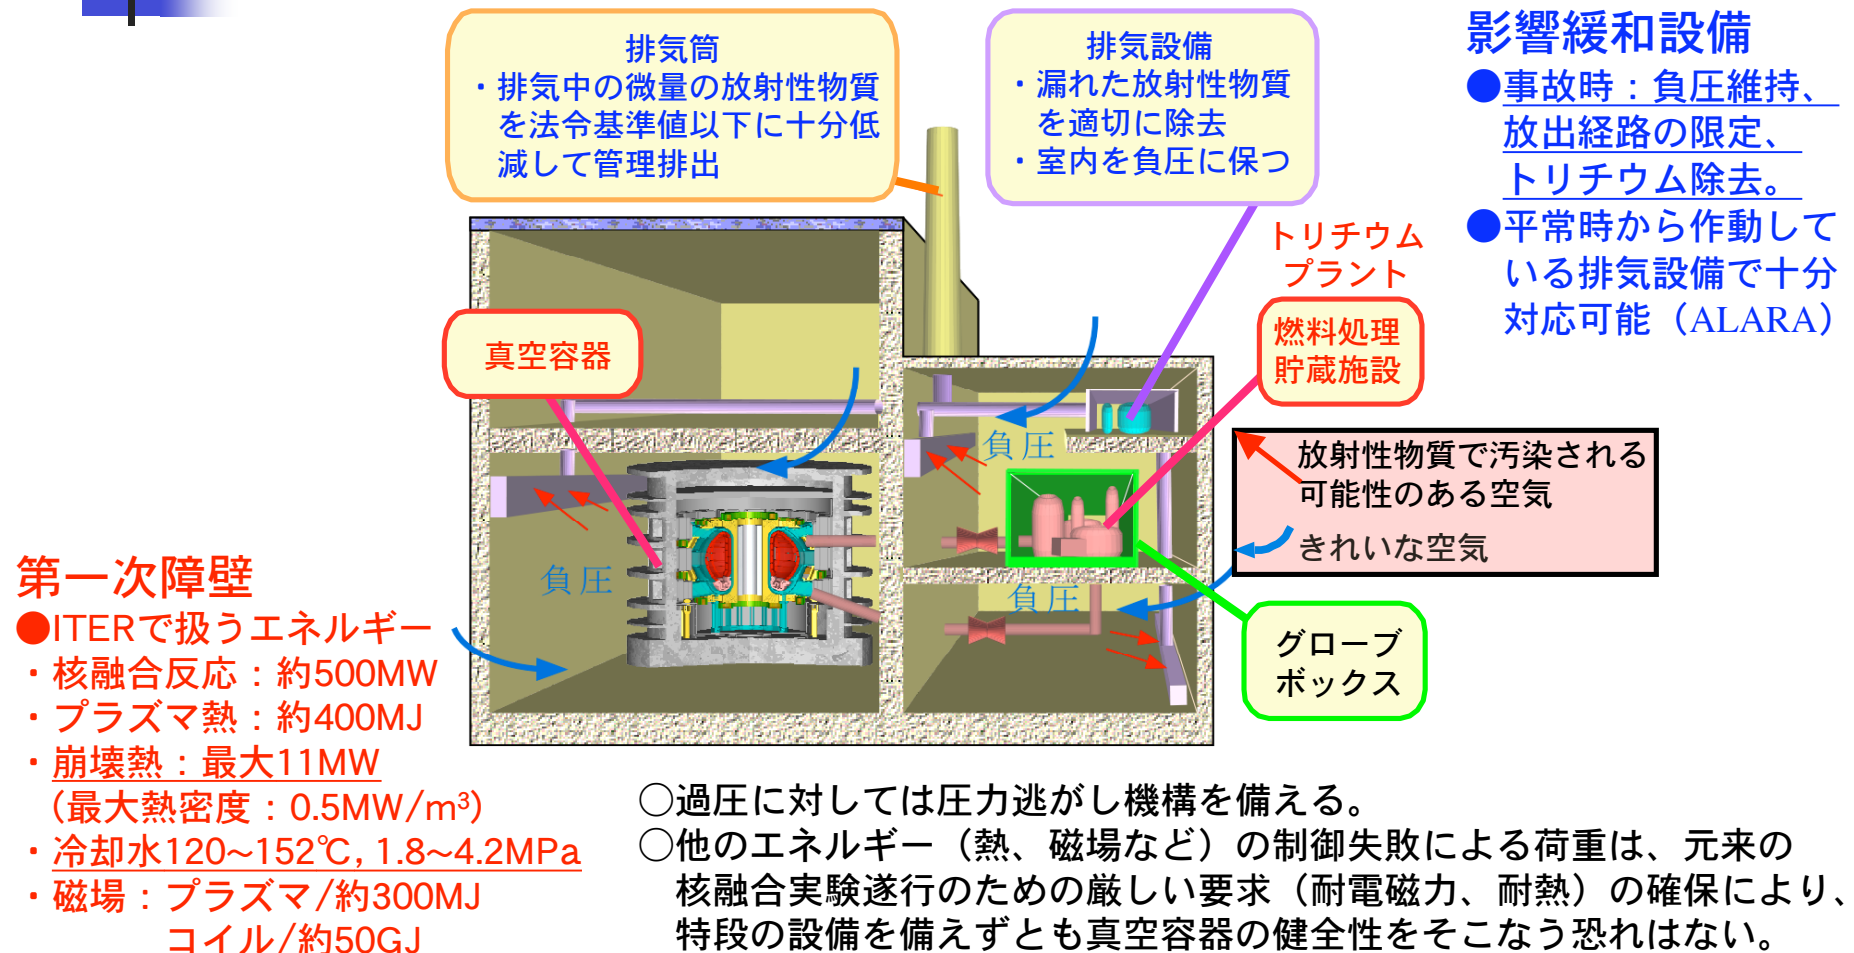 排気筒
・排気中の微量の放射性物質
を法令基準値以下に十分低
減して管理排出
排気設備
・漏れた放射性物質
を適切に除去
・室内を負圧に保つ
影響緩和設備
●事故時：負圧維持、
放出経路の限定、
トリチウム除去。
●平常時から作動して
いる排気設備で十分
対応可能（ALARA）
トリチウム
プラント
燃料処理
貯蔵施設
真空容器
負圧
負圧
負圧
放射性物質で汚染される
可能性のある空気
きれいな空気
グローブ
ボックス
第一次障壁
●ITERで扱うエネルギー
・核融合反応：約500MW
・プラズマ熱：約400MJ
・崩壊熱：最大11MW
（最大熱密度：0.5MW/m³）
・冷却水120~152℃, 1.8~4.2MPa
・磁場：プラズマ/約300MJ
コイル/約50GJ
○過圧に対しては圧力逃がし機構を備える。
○他のエネルギー（熱、磁場など）の制御失敗による荷重は、元来の
核融合実験遂行のための厳しい要求（耐電磁力、耐熱）の確保により、
特段の設備を備えずとも真空容器の健全性をそこなう恐れはない。